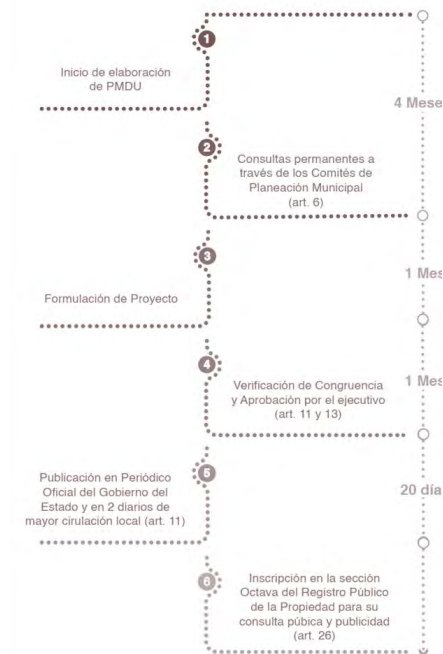 1
Inicio de elaboración
de PMDU
4 Mese
2
Consultas permanentes a
través de los Comités de
Planeación Municipal
(art. 6)
3
1 Mes
Formulación de Proyecto
4
1 Mes
Verificación de Congruencia
y Aprobación por el ejecutivo
(art. 11 y 13)
5
Publicación en Periódico
Oficial del Gobierno del
Estado y en 2 diarios de
mayor cirulación local (art. 11)
20 día
6
Inscripción en la sección
Octava del Registro Público
de la Propiedad para su
consulta púbica y publicidad
(art. 26)